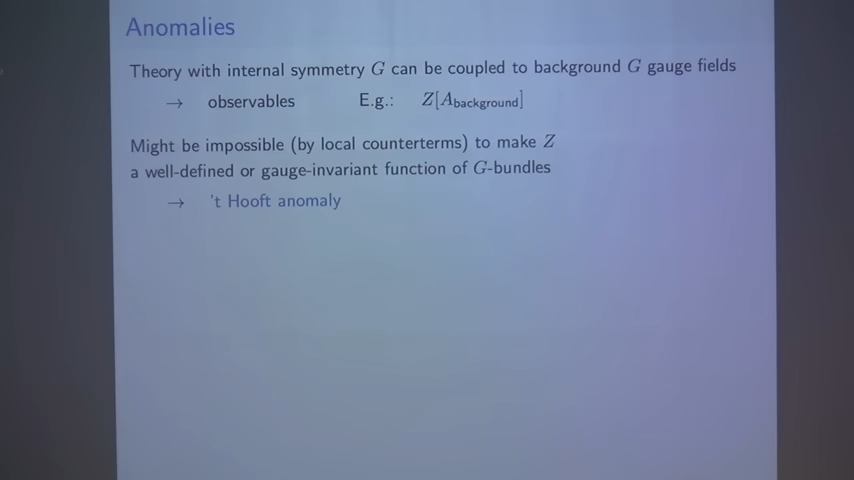 Anomalies
Theory with internal symmetry G can be coupled to background G gauge fields
→ observables E.g.: Z[A_background]
Might be impossible (by local counterterms) to make Z
a well-defined or gauge-invariant function of G-bundles
→ 't Hooft anomaly